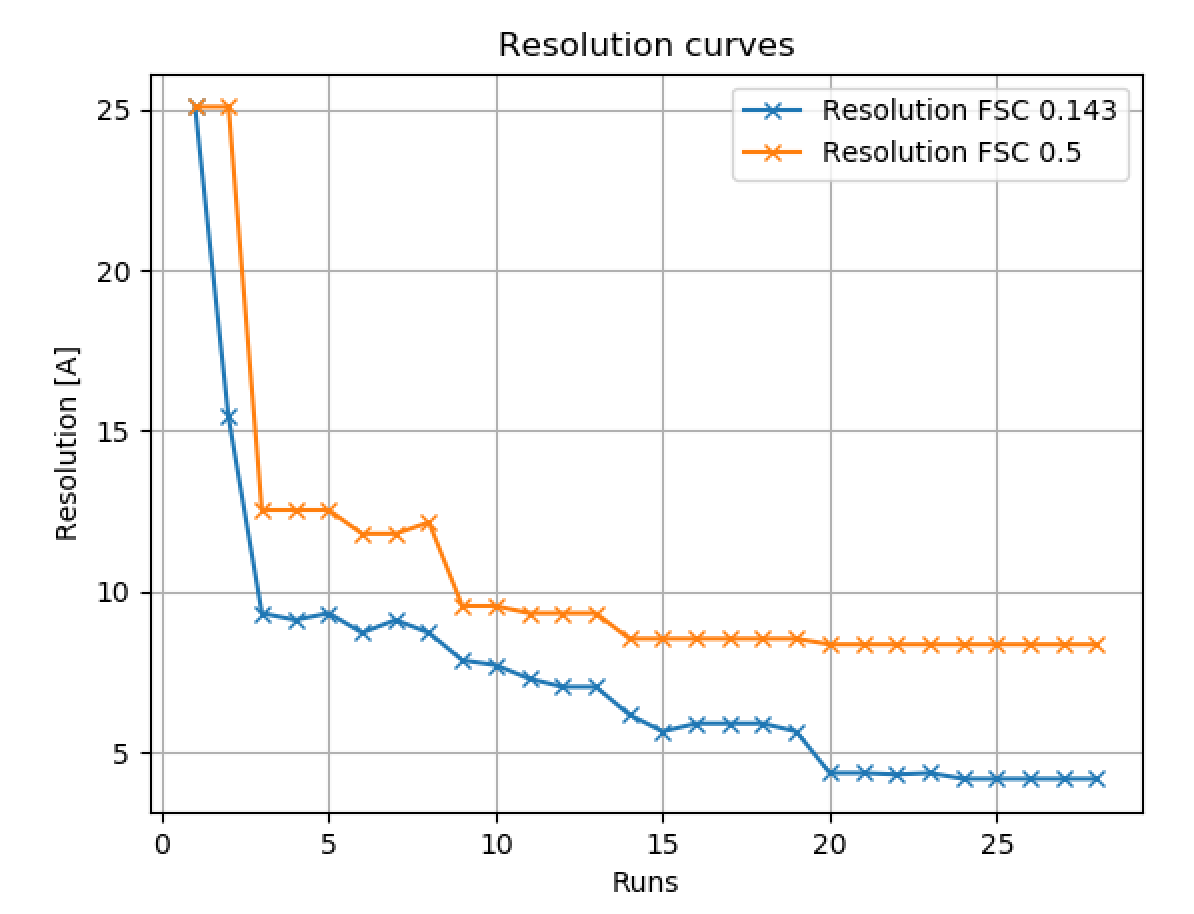 Resolution curves
Resolution FSC 0.143
Resolution FSC 0.5
Resolution [A]
25
20
15
10
5
0 5 10 15 20 25
Runs